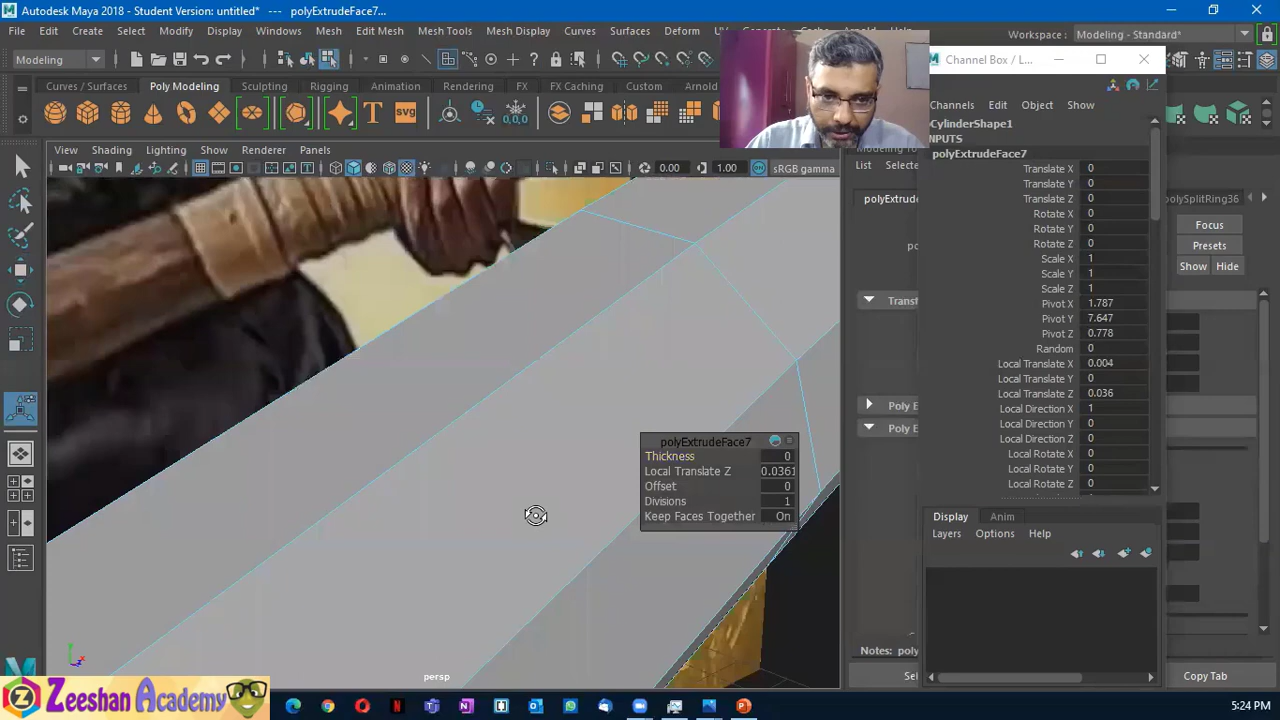 Autodesk Maya 2018 - Student Version: untitled* --- polyExtrudeFace7...
File Edit Create Select Modify Display Windows Mesh Edit Mesh Mesh Tools Mesh Display Curves Surfaces Deform UV
Workspace : Modeling - Standard*
Modeling
Channel Box / L...
Curves / Surfaces Poly Modeling Sculpting Rigging Animation Rendering FX FX Caching Custom Arnold
Channels Edit Object Show
CylinderShape1
INPUTS
polyExtrudeFace7
View Shading Lighting Show Renderer Panels
0.00 1.00 sRGB gamma
List Selecte
polyExtrude
polySplitRing36
Focus
Presets
Show Hide
Transf
Poly E
Poly E
Translate X 0
Translate Y 0
Translate Z 0
Rotate X 0
Rotate Y 0
Rotate Z 0
Scale X 1
Scale Y 1
Scale Z 1
Pivot X 1.787
Pivot Y 7.647
Pivot Z 0.778
Random 0
Local Translate X 0.004
Local Translate Y 0
Local Translate Z 0.036
Local Direction X 1
Local Direction Y 0
Local Direction Z 0
Local Rotate X 0
Local Rotate Y 0
Local Rotate Z 0
polyExtrudeFace7
Thickness 0
Local Translate Z 0.0361
Offset 0
Divisions 1
Keep Faces Together On
Display Anim
Layers Options Help
Notes: poly
persp
Sel
Copy Tab
Zeeshan Academy
5:24 PM